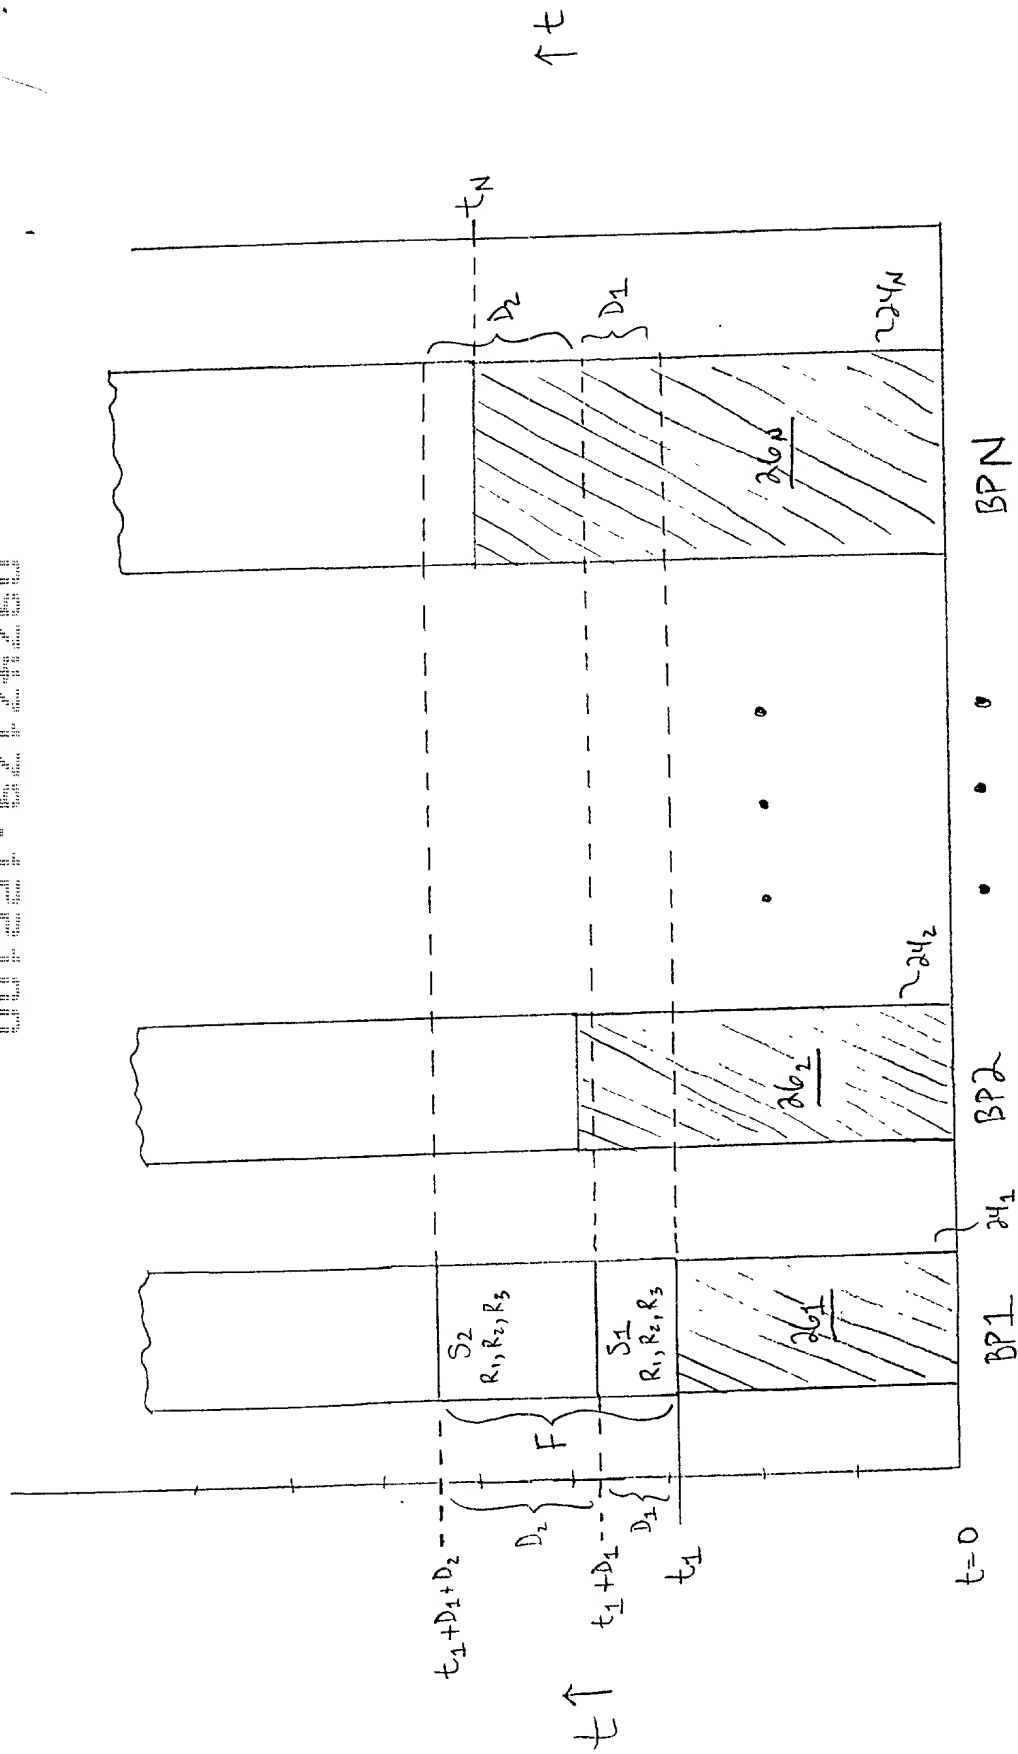 t↑
t₁+D₁+D₂
t₁+D₁
t₁
t=0
D₂
D₁
F
S₂
R₁, R₂, R₃
S1
R₁, R₂, R₃
26₁
24₁
BP1
26₂
24₂
BP2
• • •
• • •
26N
24N
BPN
D₂
D1
tN
↑t